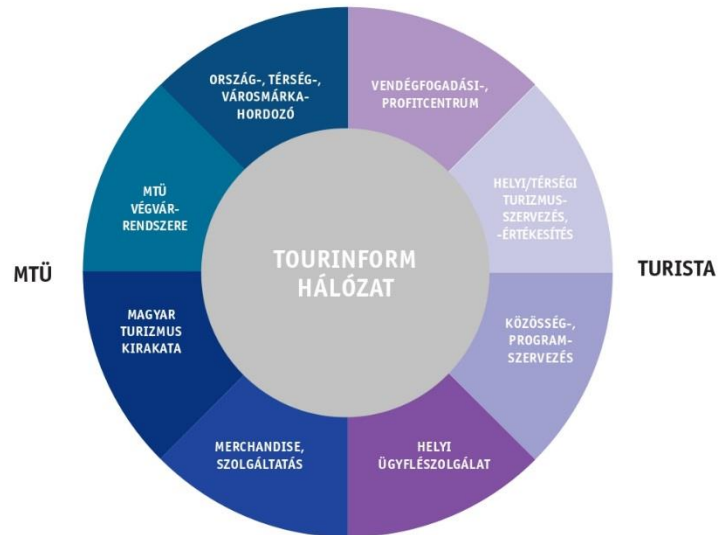 ORSZÁG-, TÉRSÉG-,
VÁROSMÁRKA-
HORDOZÓ
VENDÉGFOGADÁSI-,
PROFITCENTRUM
MTÜ
VÉGVÁR-
RENDSZERE
HELYI/TÉRSÉGI
TURIZMUS-
SZERVEZÉS,
-ÉRTÉKESÍTÉS
MTÜ
TOURINFORM
HÁLÓZAT
TURISTA
MAGYAR
TURIZMUS
KIRAKATA
KÖZÖSSÉG-,
PROGRAM-
SZERVEZÉS
MERCHANDISE,
SZOLGÁLTATÁS
HELYI
ÜGYFLÉSZOLGÁLAT